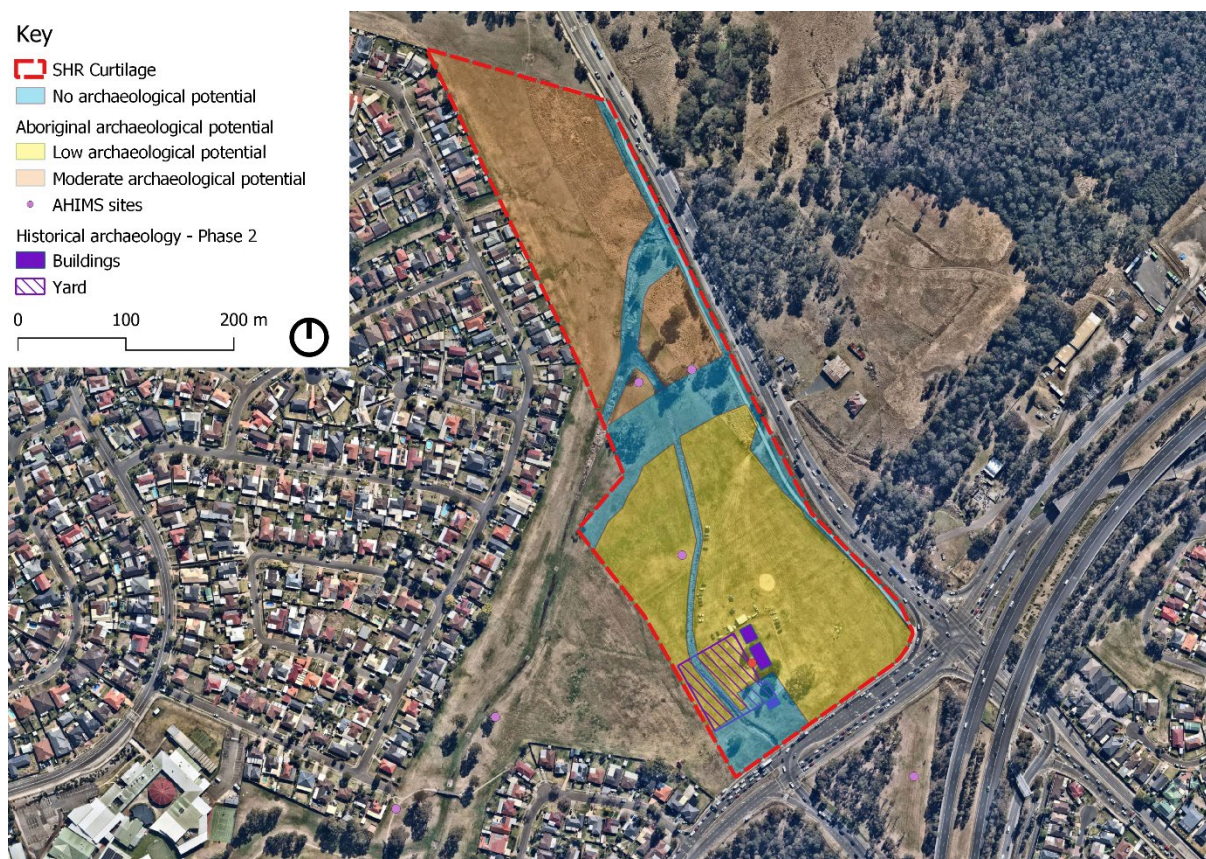 Key
SHR Curtilage
No archaeological potential
Aboriginal archaeological potential
Low archaeological potential
Moderate archaeological potential
AHIMS sites
Historical archaeology - Phase 2
Buildings
Yard
0 100 200 m